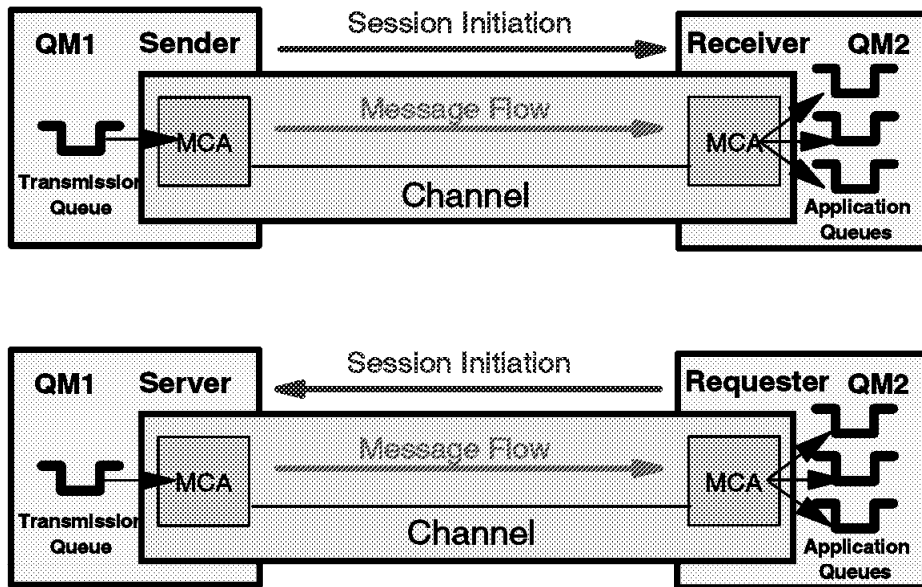 Session Initiation
QM1 Sender
Receiver QM2
Message Flow
MCA
MCA
Transmission
Queue
Channel
Application
Queues
Session Initiation
QM1 Server
Requester QM2
Message Flow
MCA
MCA
Transmission
Queue
Channel
Application
Queues